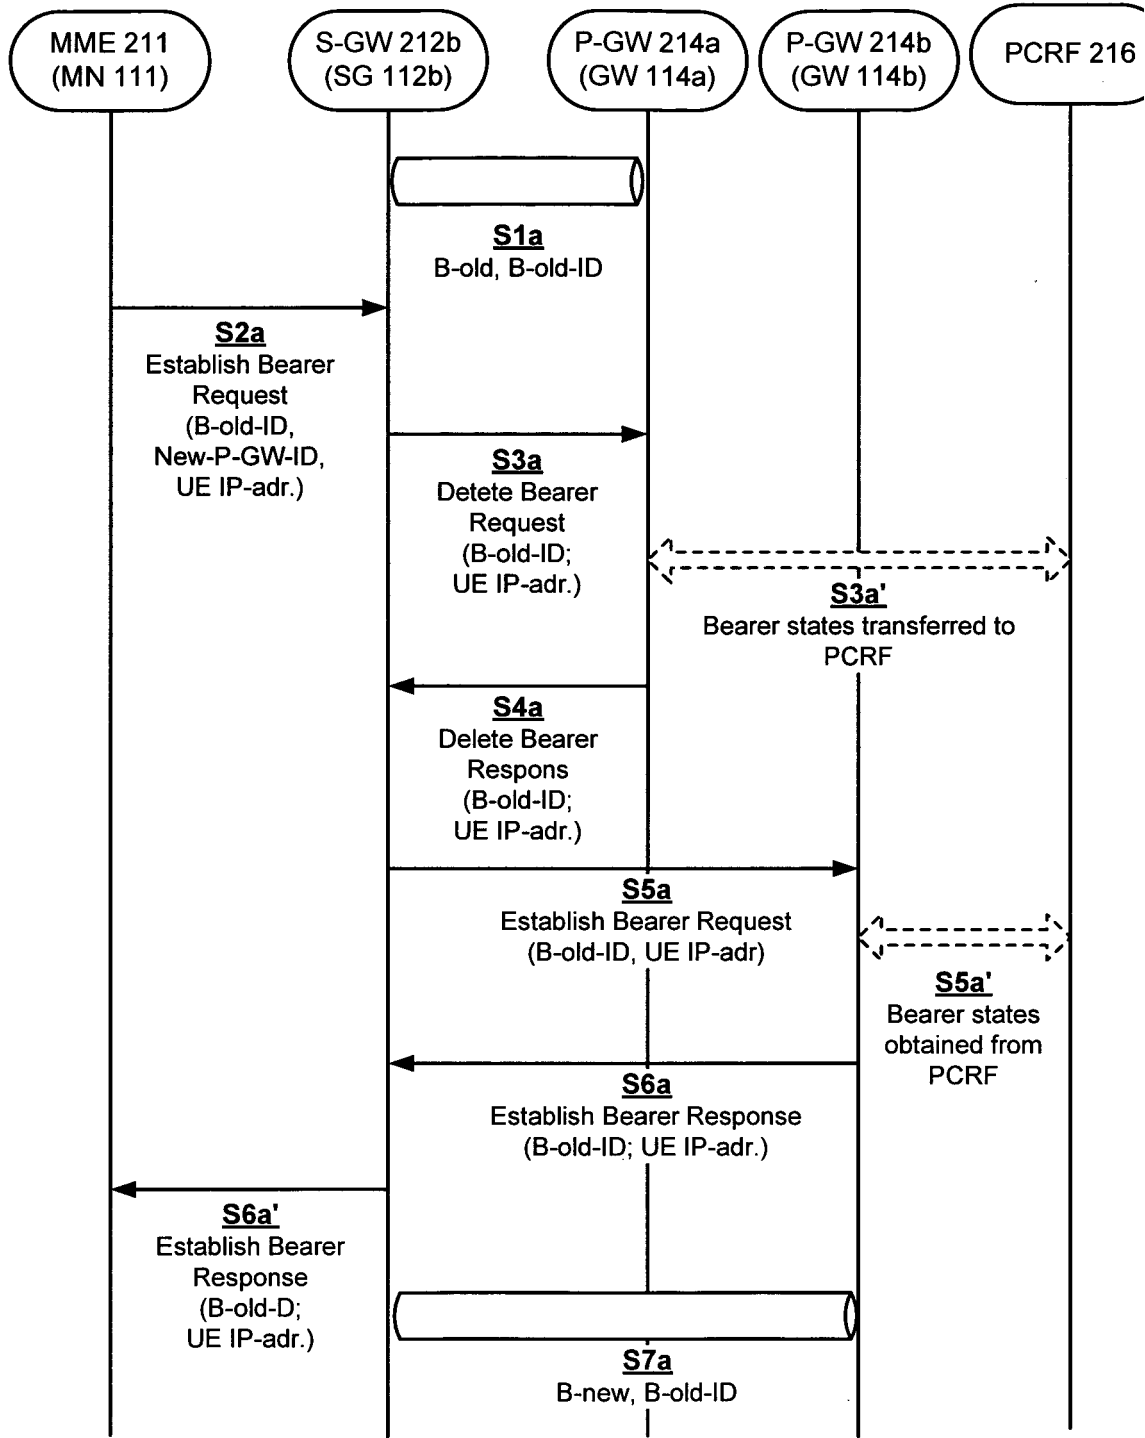 MME 211
(MN 111)
S-GW 212b
(SG 112b)
P-GW 214a
(GW 114a)
P-GW 214b
(GW 114b)
PCRF 216
S1a
B-old, B-old-ID
S2a
Establish Bearer
Request
(B-old-ID,
New-P-GW-ID,
UE IP-adr.)
S3a
Detete Bearer
Request
(B-old-ID;
UE IP-adr.)
S3a'
Bearer states transferred to
PCRF
S4a
Delete Bearer
Respons
(B-old-ID;
UE IP-adr.)
S5a
Establish Bearer Request
(B-old-ID, UE IP-adr)
S5a'
Bearer states
obtained from
PCRF
S6a
Establish Bearer Response
(B-old-ID; UE IP-adr.)
S6a'
Establish Bearer
Response
(B-old-D;
UE IP-adr.)
S7a
B-new, B-old-ID